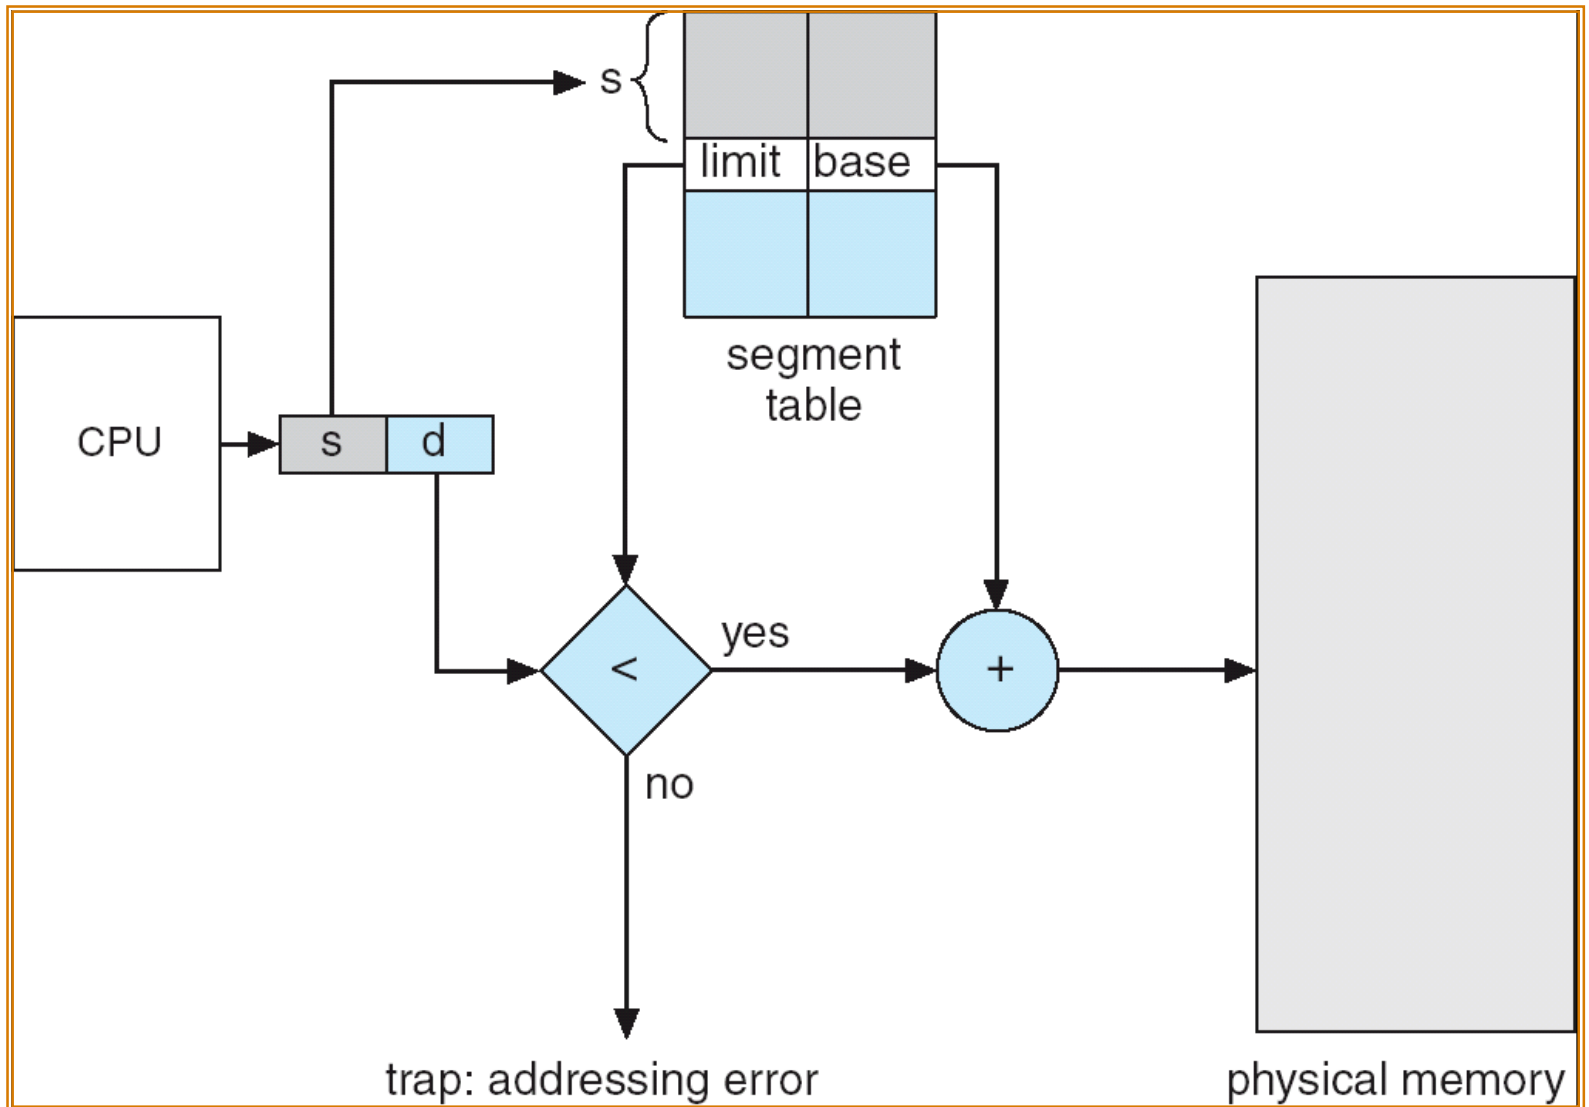 s
limit base
segment
table
CPU
s d
yes
<
+
no
trap: addressing error
physical memory